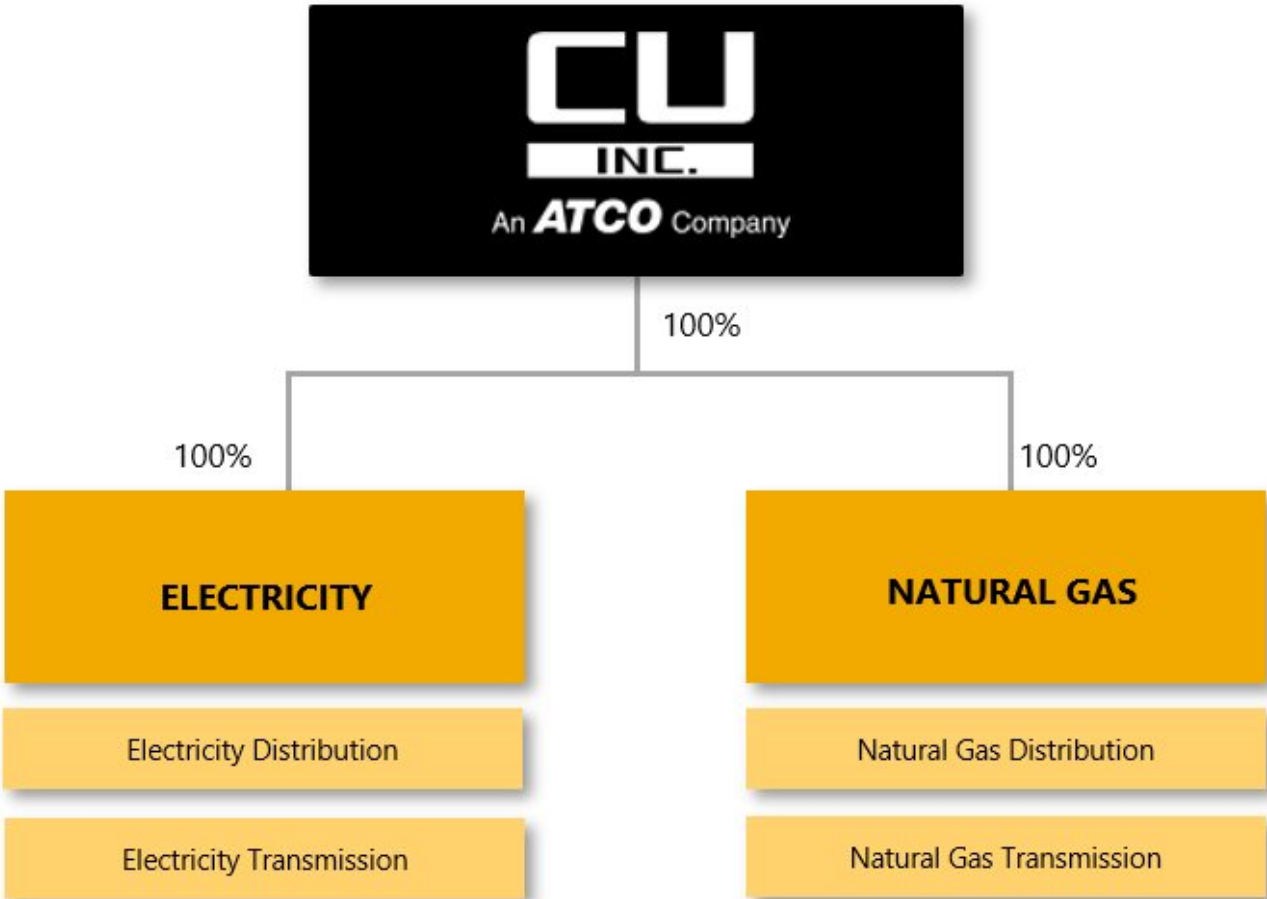 CU
INC.
An ATCO Company
100%
100%
100%
ELECTRICITY
NATURAL GAS
Electricity Distribution
Natural Gas Distribution
Electricity Transmission
Natural Gas Transmission